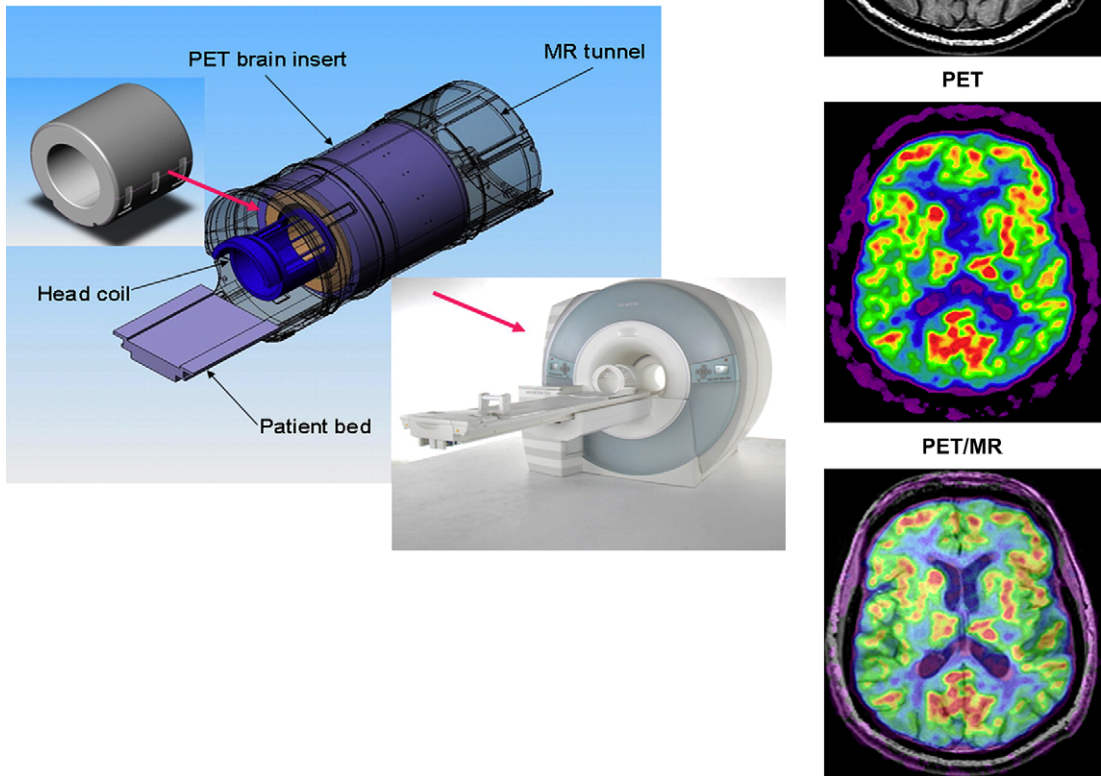 PET brain insert
MR tunnel
Head coil
Patient bed
PET
PET/MR